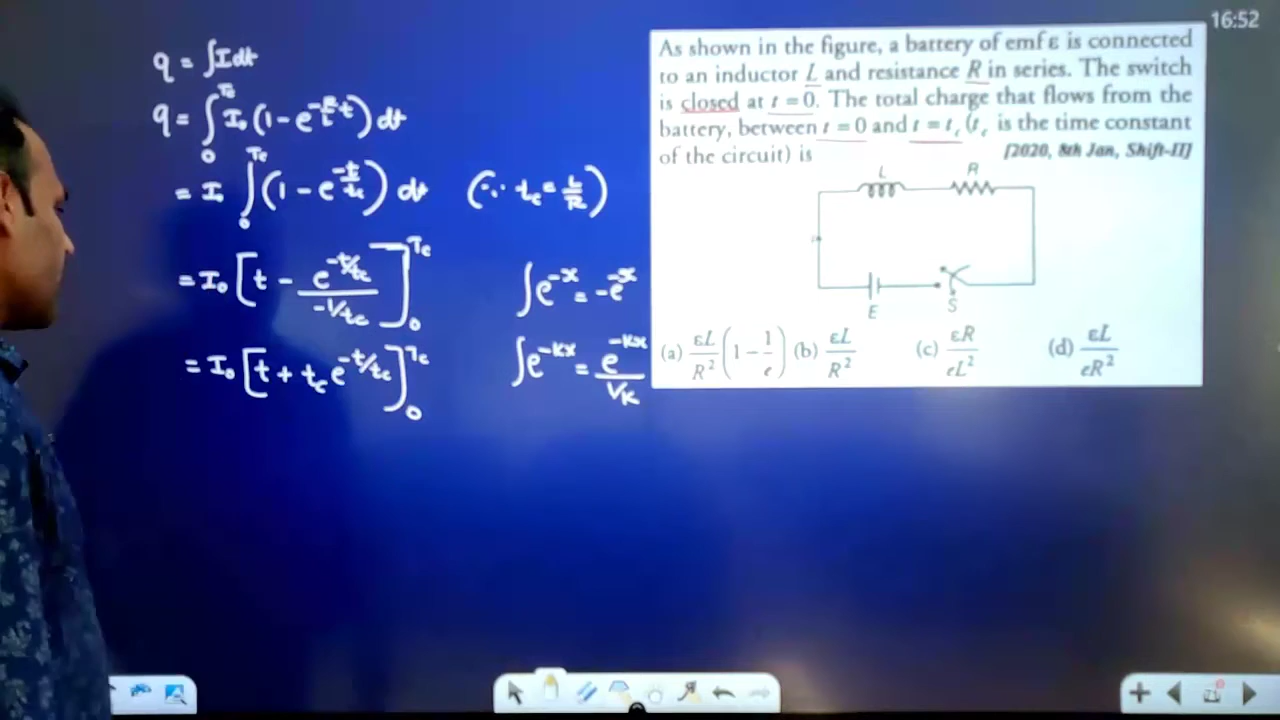 16:52
q = ∫Idt
q = ∫₀^Tc I₀(1 - e^(-R/L t)) dt
= I₀ ∫₀^Tc (1 - e^(-t/tc)) dt (∵ tc = L/R)
= I₀ [t - e^(-t/tc) / (-1/tc)]₀^Tc
= I₀ [t + tc e^(-t/tc)]₀^Tc
∫e^-x = -e^-x
∫e^-kx = e^-kx / (1/K)
As shown in the figure, a battery of emf ε is connected
to an inductor L and resistance R in series. The switch
is closed at t = 0. The total charge that flows from the
battery, between t = 0 and t = tc (tc is the time constant
of the circuit) is [2020, 8th Jan, Shift-II]
L R
E S
(a) εL/R² (1 - 1/e) (b) εL/R² (c) εR/eL² (d) εL/eR²